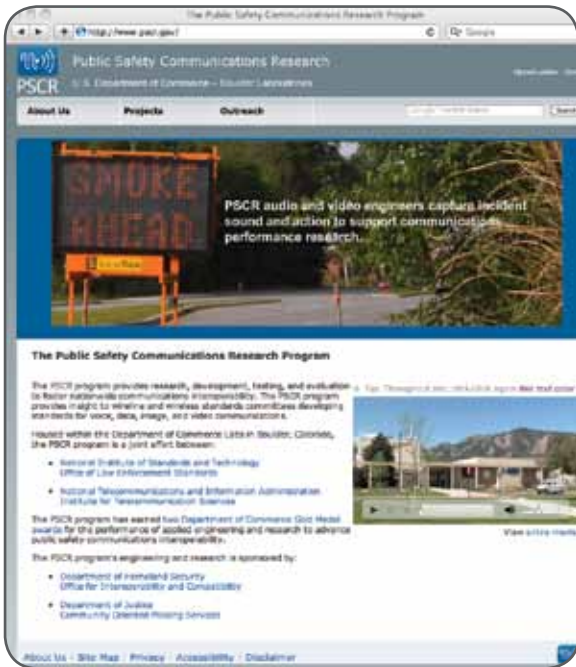 The Public Safety Communications Research Program
http://www.pscr.gov/
Google
Public Safety Communications Research
PSCR
U.S. Department of Commerce – Boulder Laboratories
About Us Projects Outreach
Search
SMOKE
AHEAD
PSCR audio and video engineers capture incident
sound and action to support communications
performance research.
The Public Safety Communications Research Program
The PSCR program provides research, development, testing, and evaluation
to foster nationwide communications interoperability. The PSCR program
provides insight to wireline and wireless standards committees developing
standards for voice, data, image, and video communications.
Housed within the Department of Commerce Labs in Boulder, Colorado,
the PSCR program is a joint effort between:
National Institute of Standards and Technology
Office of Law Enforcement Standards
National Telecommunications and Information Administration
Institute for Telecommunication Sciences
The PSCR program has earned two Department of Commerce Gold Medal
awards for the performance of applied engineering and research to advance
public safety communications interoperability.
The PSCR program's engineering and research is sponsored by:
Department of Homeland Security
Office for Interoperability and Compatibility
Department of Justice
Community Oriented Policing Services
View
About Us - Site Map | Privacy | Accessibility | Disclaimer